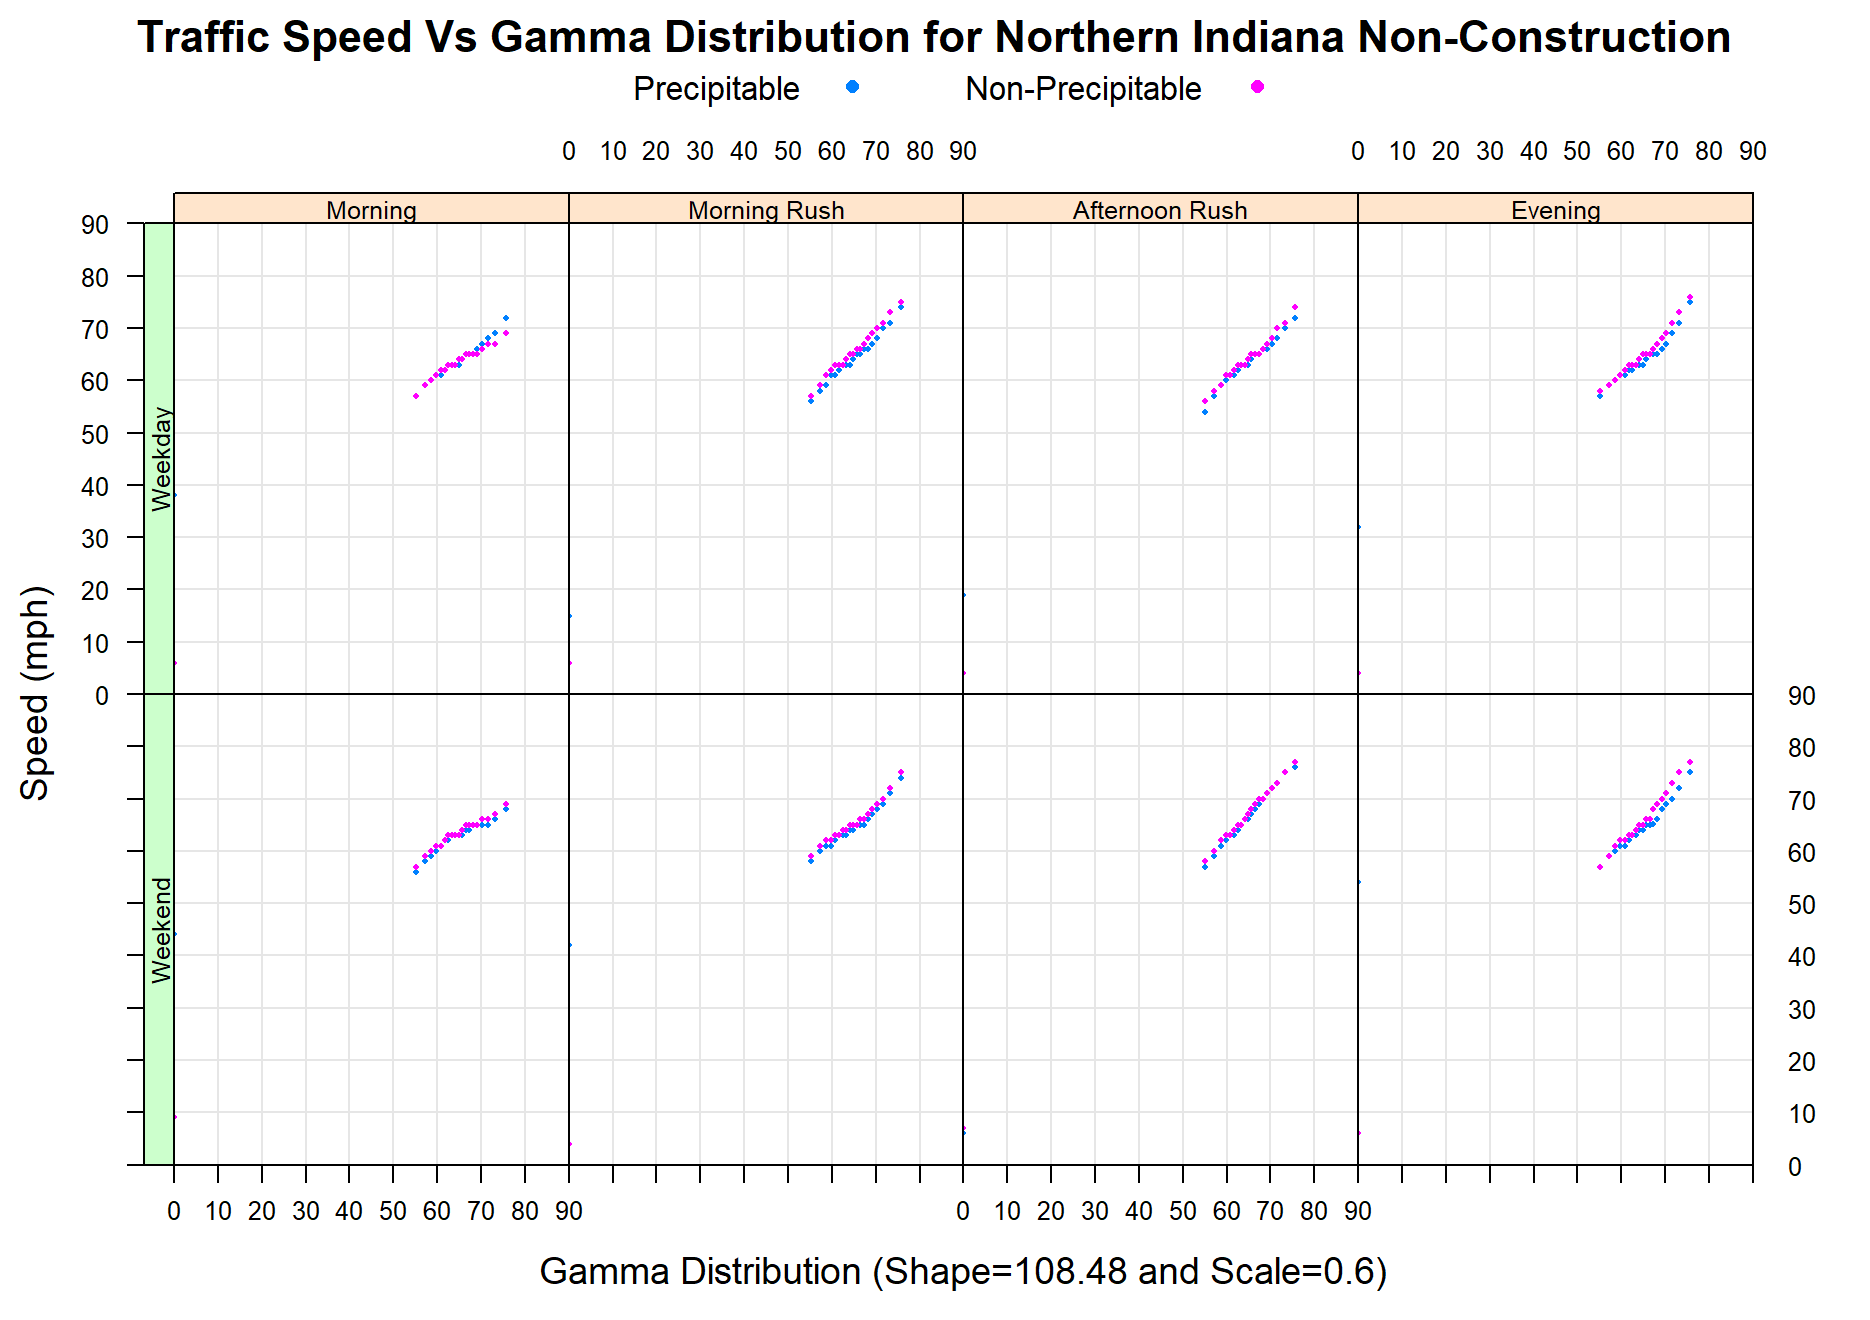 Traffic Speed Vs Gamma Distribution for Northern Indiana Non-Construction
Precipitable Non-Precipitable
0 10 20 30 40 50 60 70 80 90 0 10 20 30 40 50 60 70 80 90
Morning Morning Rush Afternoon Rush Evening
90
80
70
60
50
40
30
20
10
0
Weekday
Weekend
Speed (mph)
90
80
70
60
50
40
30
20
10
0
0 10 20 30 40 50 60 70 80 90 0 10 20 30 40 50 60 70 80 90
Gamma Distribution (Shape=108.48 and Scale=0.6)